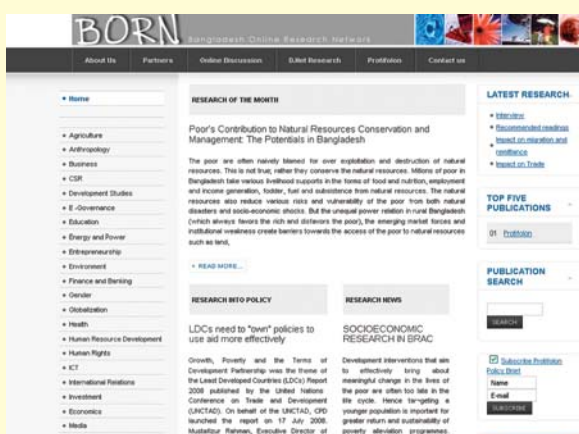 BORN
Bangladesh Online Research Network
About Us
Partners
Online Discussion
D.Net Research
Protifolon
Contact us
Home
Agriculture
Anthropology
Business
CSR
Development Studies
E -Governance
Education
Energy and Power
Entrepreneurship
Environment
Finance and Banking
Gender
Globalization
Health
Human Resource Development
Human Rights
ICT
International Relations
Investment
Economics
Media
RESEARCH OF THE MONTH
Poor's Contribution to Natural Resources Conservation and
Management: The Potentials in Bangladesh
The poor are often naively blamed for over exploitation and destruction of natural
resources. This is not true; rather they conserve the natural resources. Millions of poor in
Bangladesh take various livelihood supports in the forms of food and nutrition, employment
and income generation, fodder, fuel and subsistence from natural resources. The natural
resources also reduce various risks and vulnerability of the poor from both natural
disasters and socio-economic shocks. But the unequal power relation in rural Bangladesh
(which always favors the rich and disfavors the poor), the emerging market forces and
institutional weakness create barriers towards the access of the poor to natural resources
such as land,
READ MORE...
RESEARCH INTO POLICY
LDCs need to "own" policies to
use aid more effectively
Growth, Poverty and the Terms of
Development Partnership was the theme of
the Least Developed Countries (LDCs) Report
2008 published by the United Nations
Conference on Trade and Development
(UNCTAD). On behalf of the UNCTAD, CPD
launched the report on 17 July 2008.
Mustafizur Rahman, Executive Director of
RESEARCH NEWS
SOCIOECONOMIC
RESEARCH IN BRAC
Development interventions that aim
to effectively bring about
meaningful change in the lives of
the poor are often too late in the
life cycle. Hence targeting a
younger population is important for
greater return and sustainability of
poverty alleviation programmes.
LATEST RESEARCH
Interview
Recommended readings
Impact on migration and
remittance
Impact on Trade
TOP FIVE
PUBLICATIONS
01 Protifolon
PUBLICATION
SEARCH
SEARCH
Subscribe Protifolon
Policy Brief
Name
E-mail
SUBSCRIBE